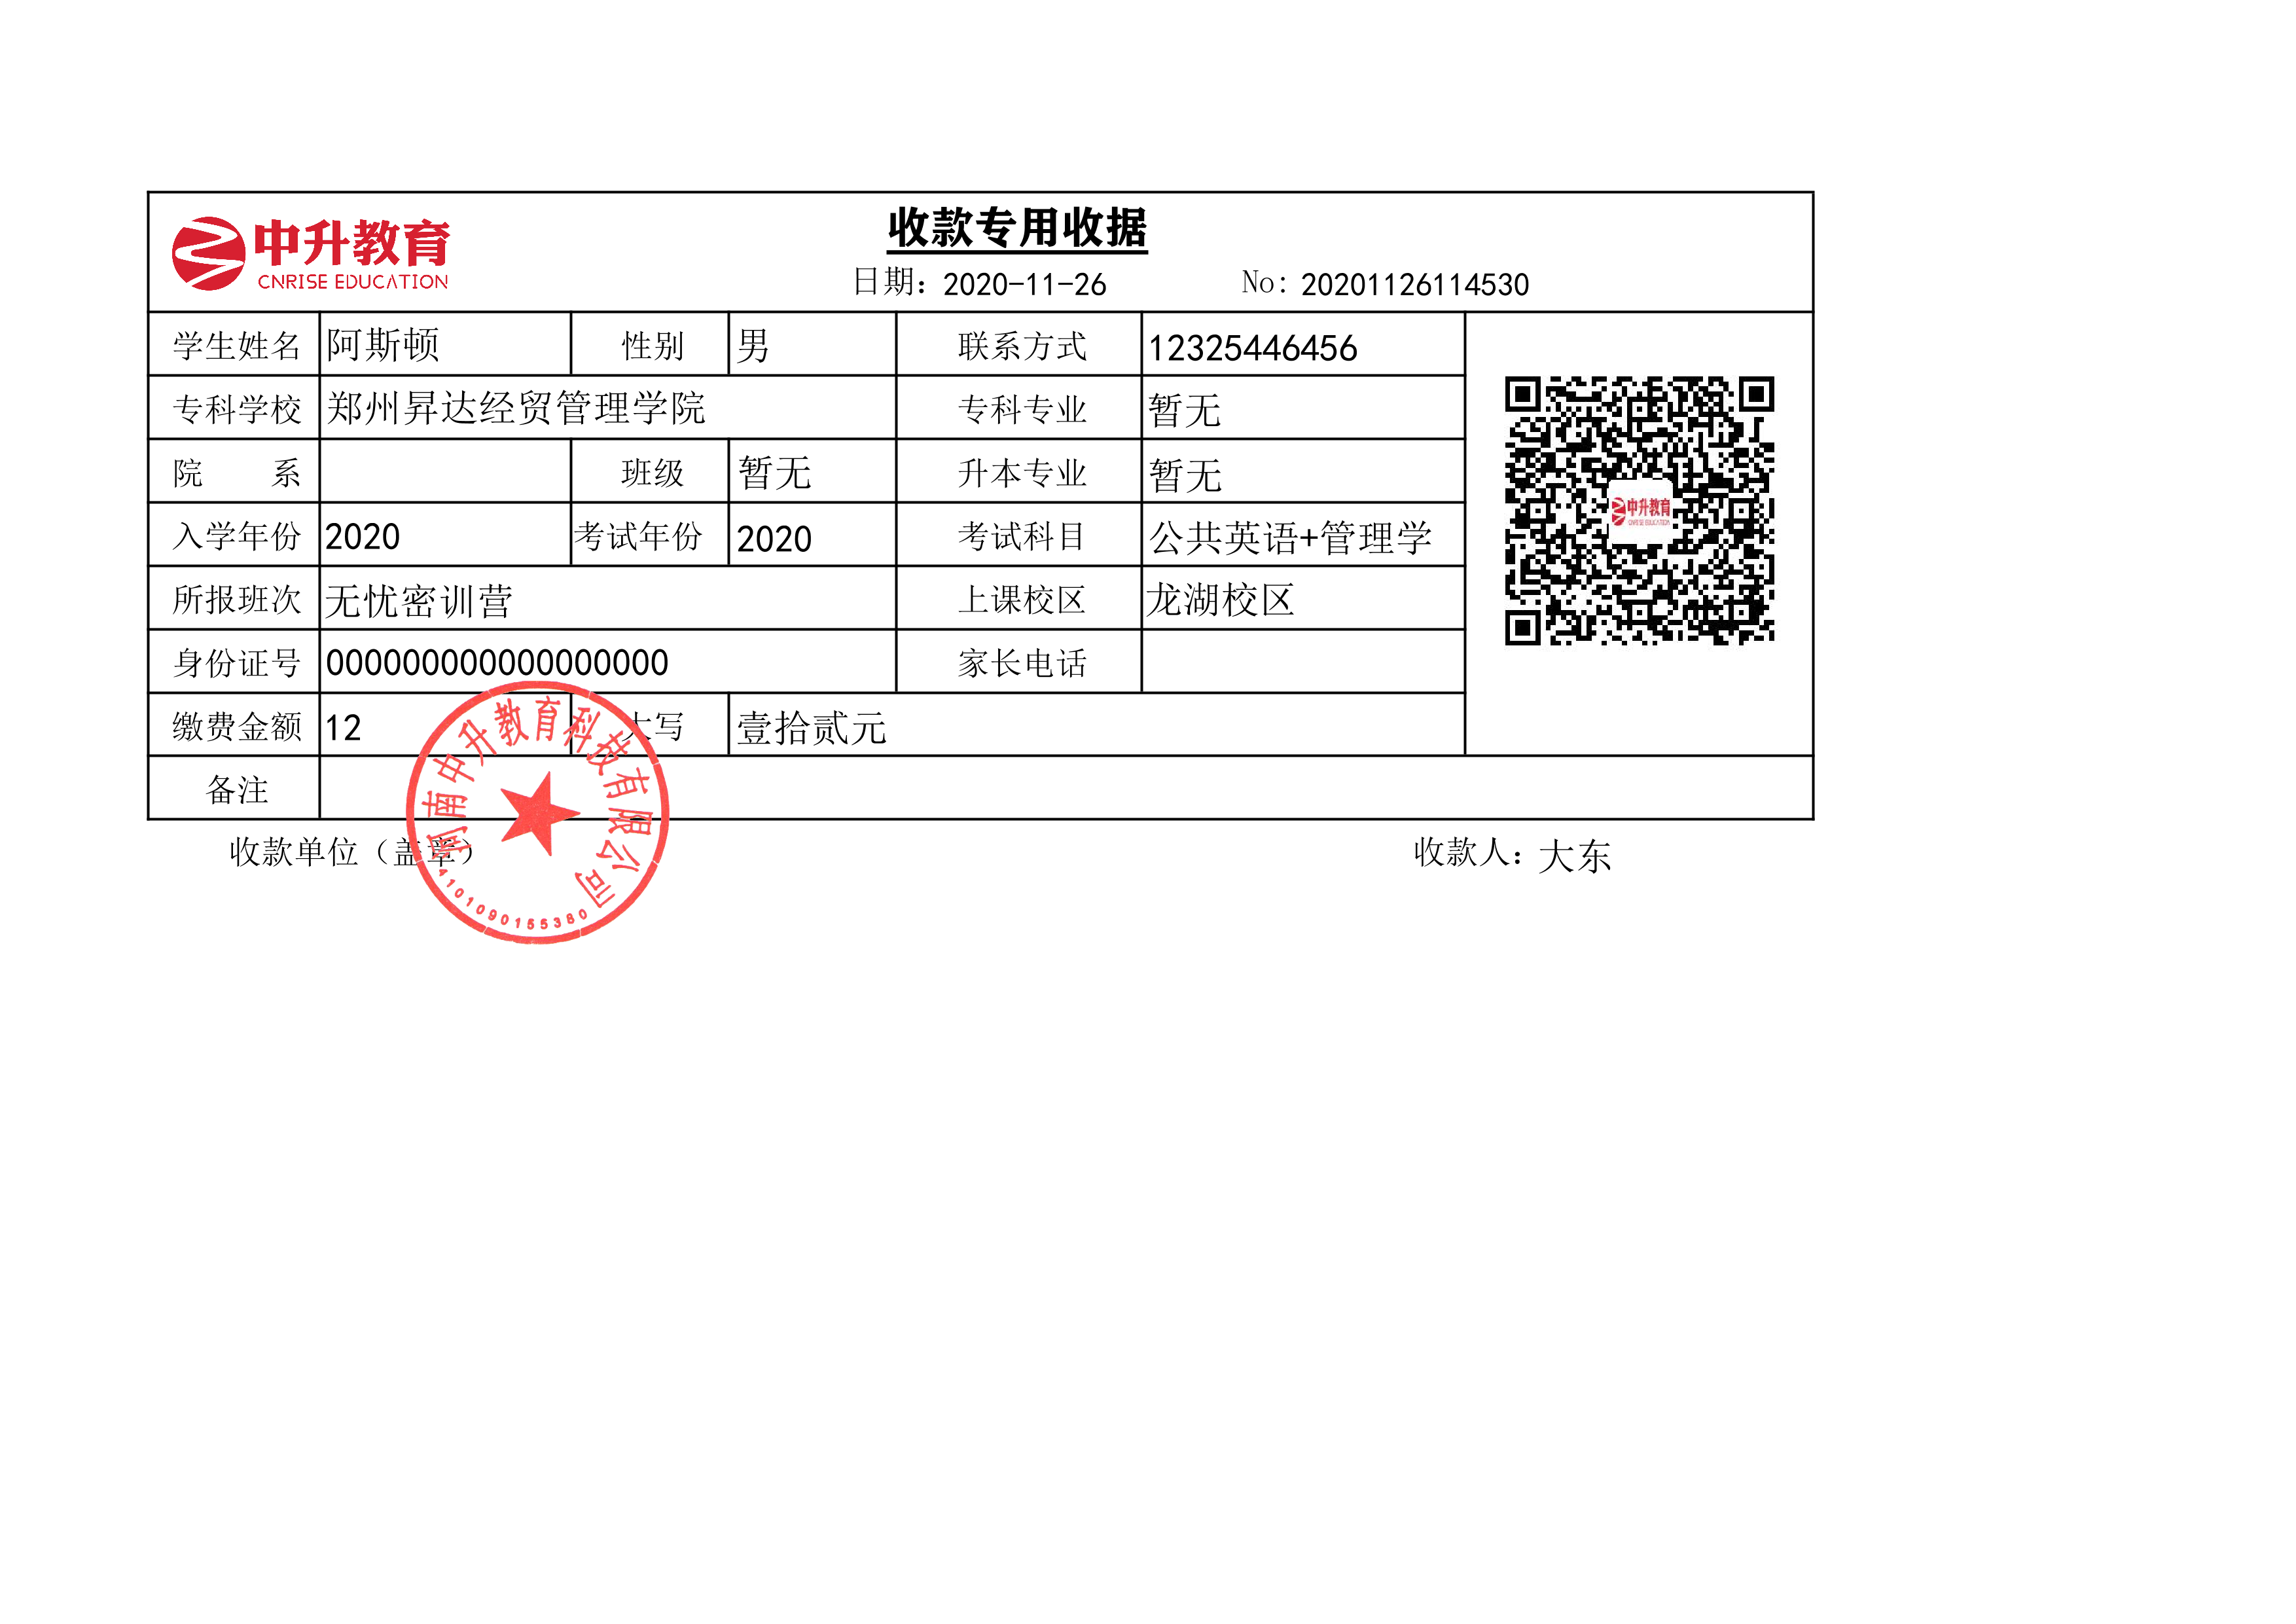 中升教育
CNRISE EDUCATION
收款专用收据
日期：2020-11-26 No：20201126114530
学生姓名 阿斯顿 性别 男 联系方式 12325446456
专科学校 郑州昇达经贸管理学院 专科专业 暂无
院 系 班级 暂无 升本专业 暂无
中升教育
CNRISE EDUCATION
入学年份 2020 考试年份 2020 考试科目 公共英语+管理学
所报班次 无忧密训营 上课校区 龙湖校区
身份证号 000000000000000000 家长电话
缴费金额 12 大写 壹拾贰元
备注
河南中升教育科技有限公司
4101090155380
收款单位（盖章） 收款人：大东